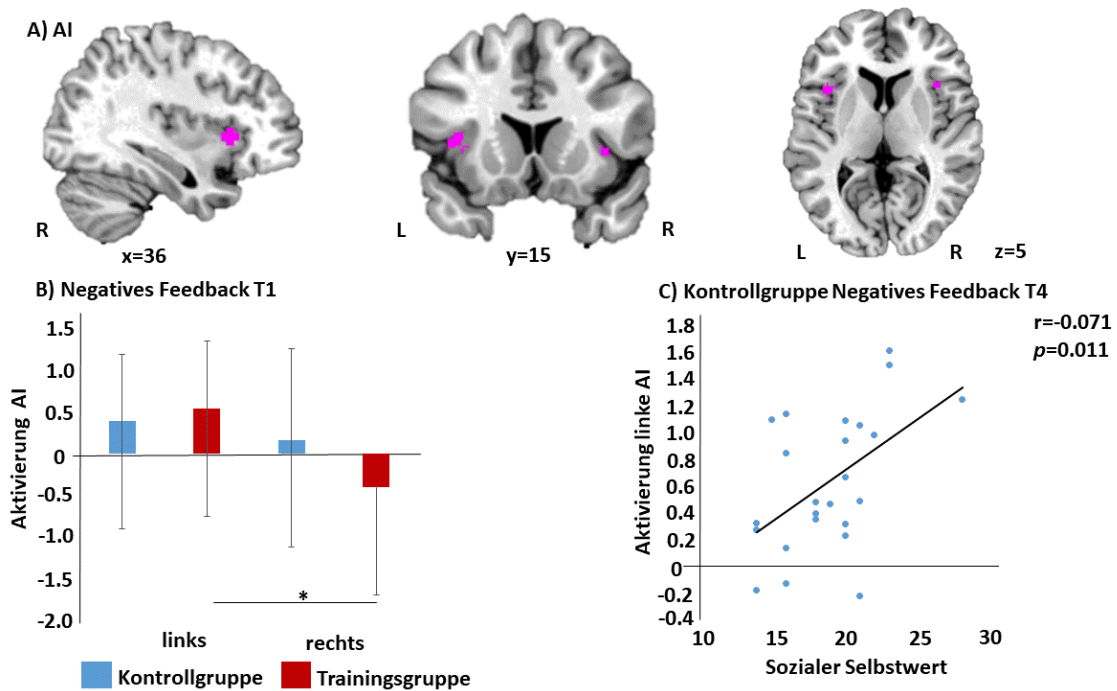 A) AI
R
x=36
L
R
y=15
L
R
z=5
B) Negatives Feedback T1
Aktivierung AI
1.5
1.0
0.5
0
-0.5
-1.0
-1.5
-2.0
*
links
rechts
Kontrollgruppe
Trainingsgruppe
C) Kontrollgruppe Negatives Feedback T4
r=-0.071
p=0.011
Aktivierung linke AI
1.8
1.6
1.4
1.2
1.0
0.8
0.6
0.4
0.2
0
-0.2
-0.4
10
15
20
25
30
Sozialer Selbstwert